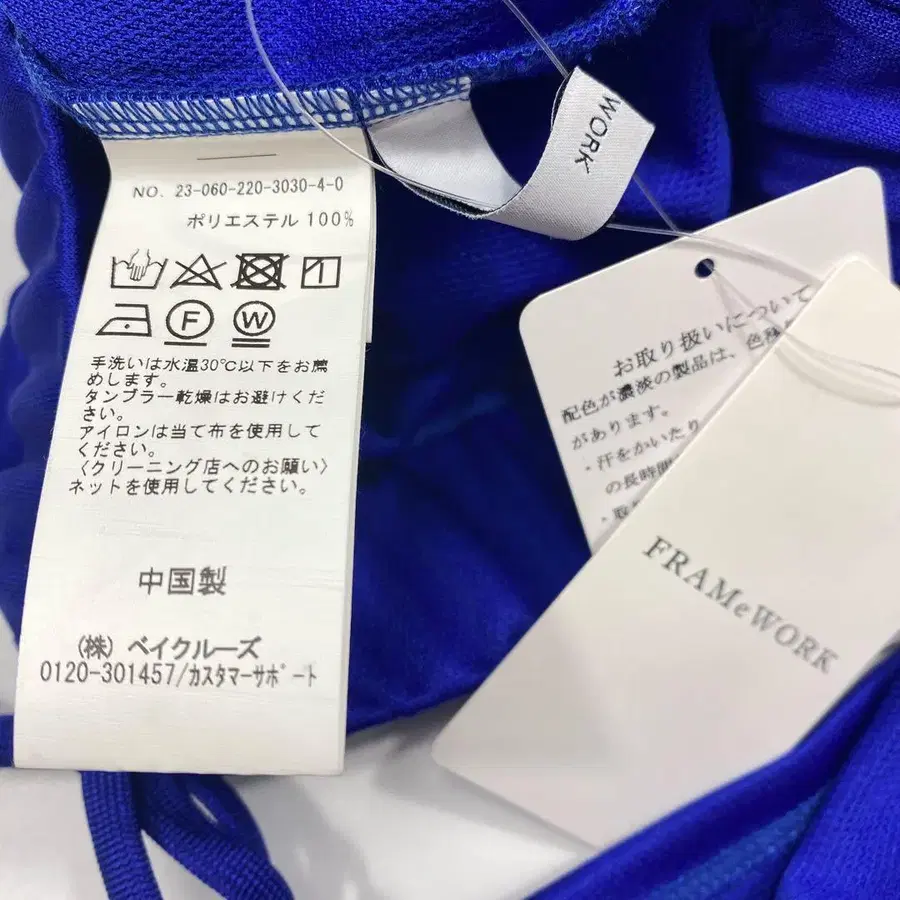 NO. 23-060-220-3030-4-0
ポリエステル 100%
F
W
手洗いは水温30℃以下をお薦
めします。
タンブラー乾燥はお避けくだ
さい。
アイロンは当て布を使用して
ください。
〈クリーニング店へのお願い〉
ネットを使用してください。
中国製
(株) ベイクルーズ
0120-301457/カスタマーサポート
WORK
お取り扱いについて
配色が濃淡の製品は、色移
があります。
・汗をかいたり
の長時間
FRAMeWORK